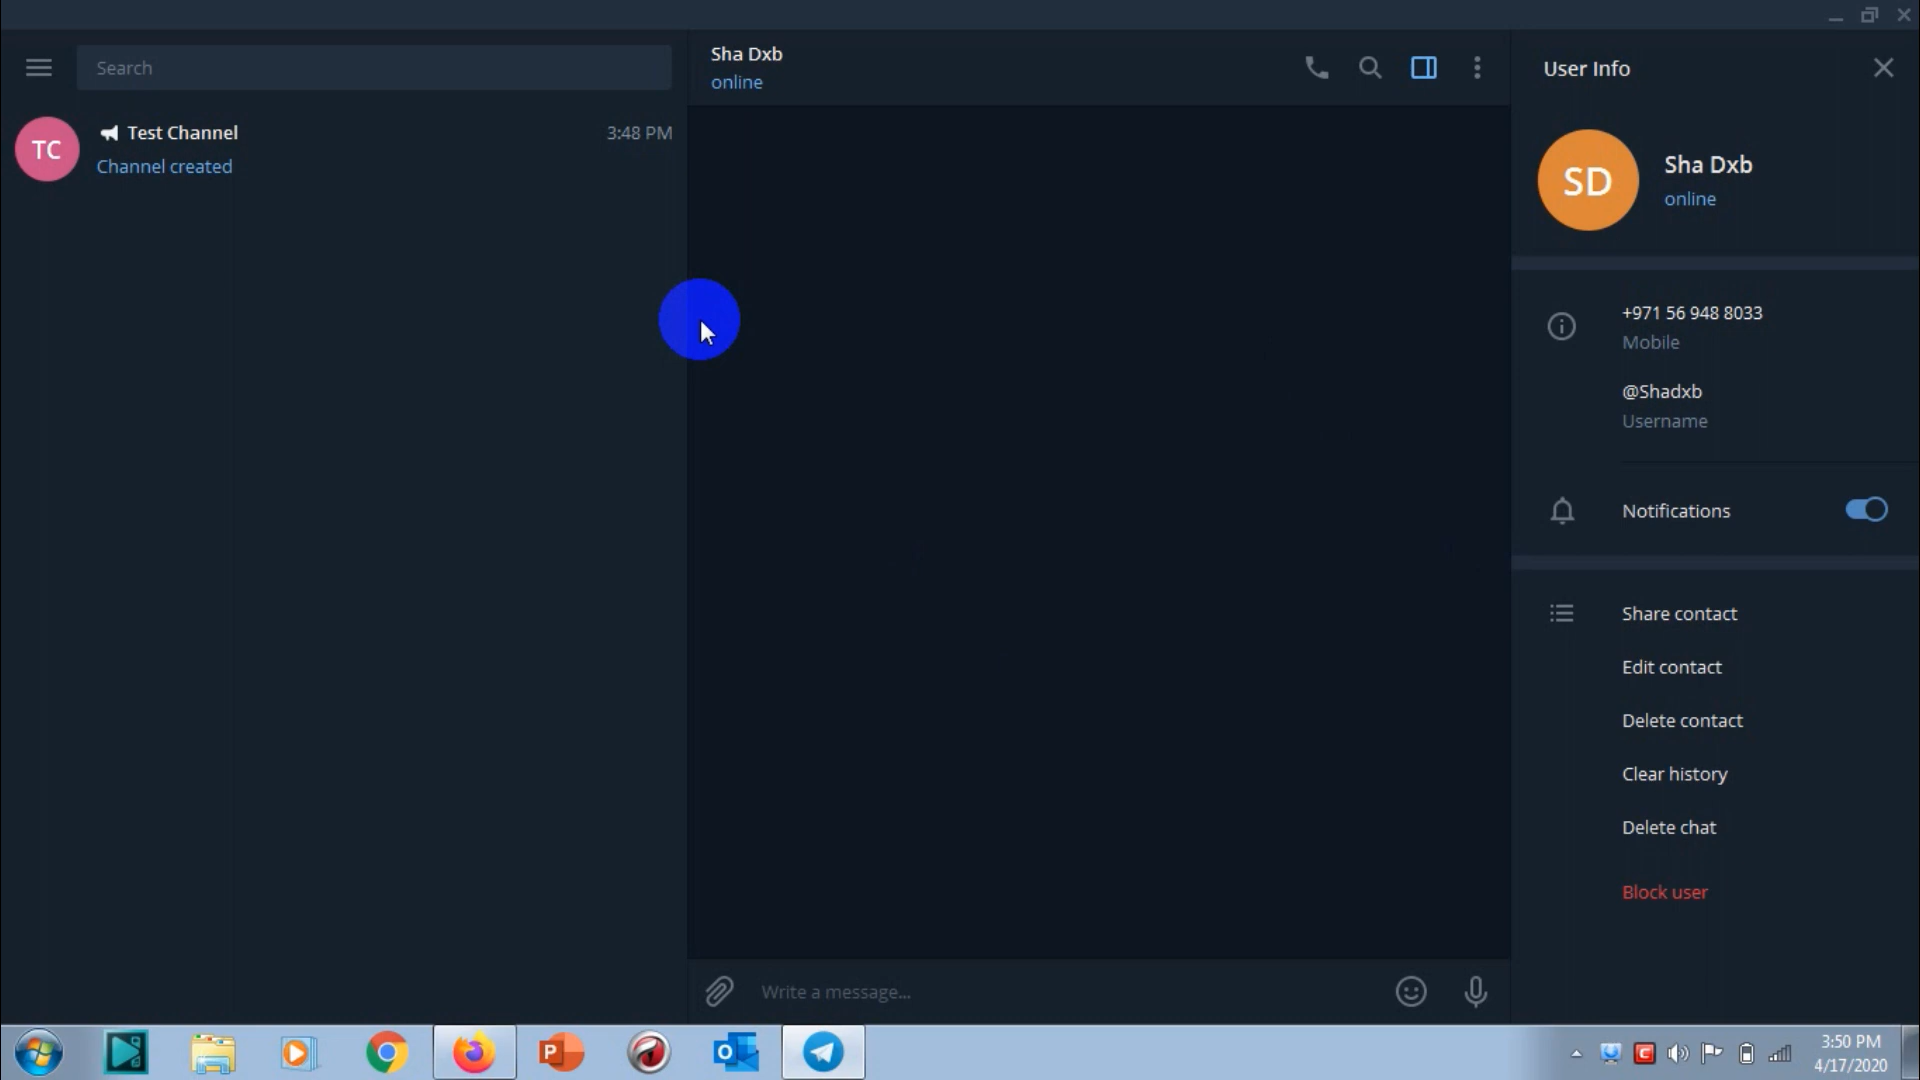 Search
TC
Test Channel
3:48 PM
Channel created
Sha Dxb
online
User Info
SD
Sha Dxb
online
+971 56 948 8033
Mobile
@Shadxb
Username
Notifications
Share contact
Edit contact
Delete contact
Clear history
Delete chat
Block user
Write a message...
3:50 PM
4/17/2020